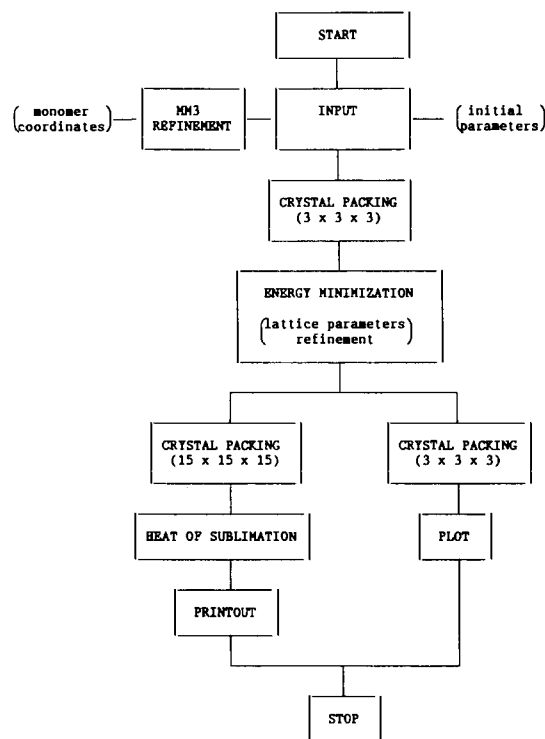 START
(monomer
coordinates)
MM3
REFINEMENT
INPUT
(initial
parameters)
CRYSTAL PACKING
(3 x 3 x 3)
ENERGY MINIMIZATION
(lattice parameters
refinement)
CRYSTAL PACKING
(15 x 15 x 15)
CRYSTAL PACKING
(3 x 3 x 3)
HEAT OF SUBLIMATION
PLOT
PRINTOUT
STOP